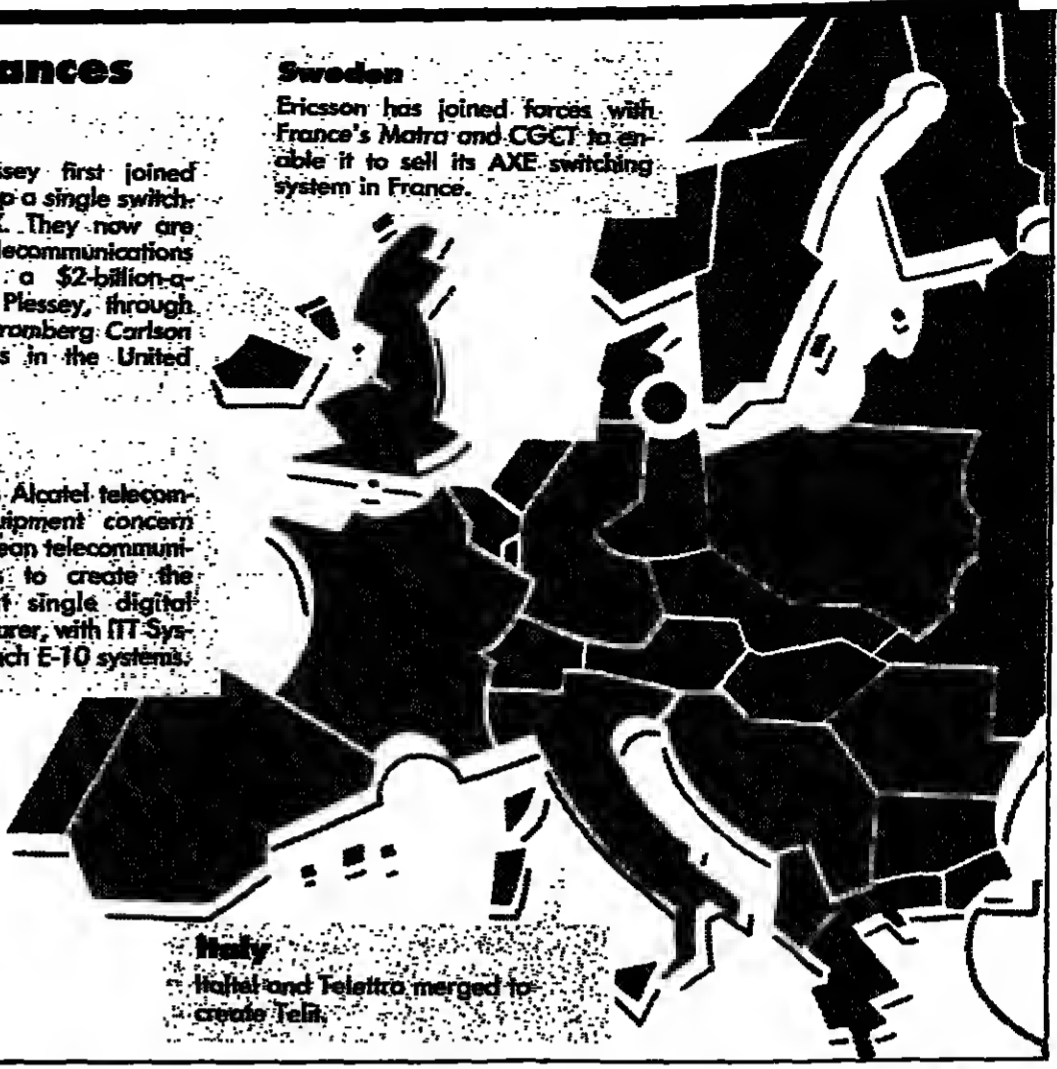 ances
Sweden
Ericsson has joined forces with
France's Matra and CGCT to en-
able it to sell its AXE switching
system in France.
ssey first joined
p a single switch-
They now are
lecommunications
a $2-billion-a-
Plessey, through
romberg Carlson
s in the United
Alcatel telecom-
uipment concern
ean telecommuni-
s to create the
t single digital
urer, with ITT Sys-
ch E-10 systems.
Italy
Italtel and Telettra merged to
create Telit.